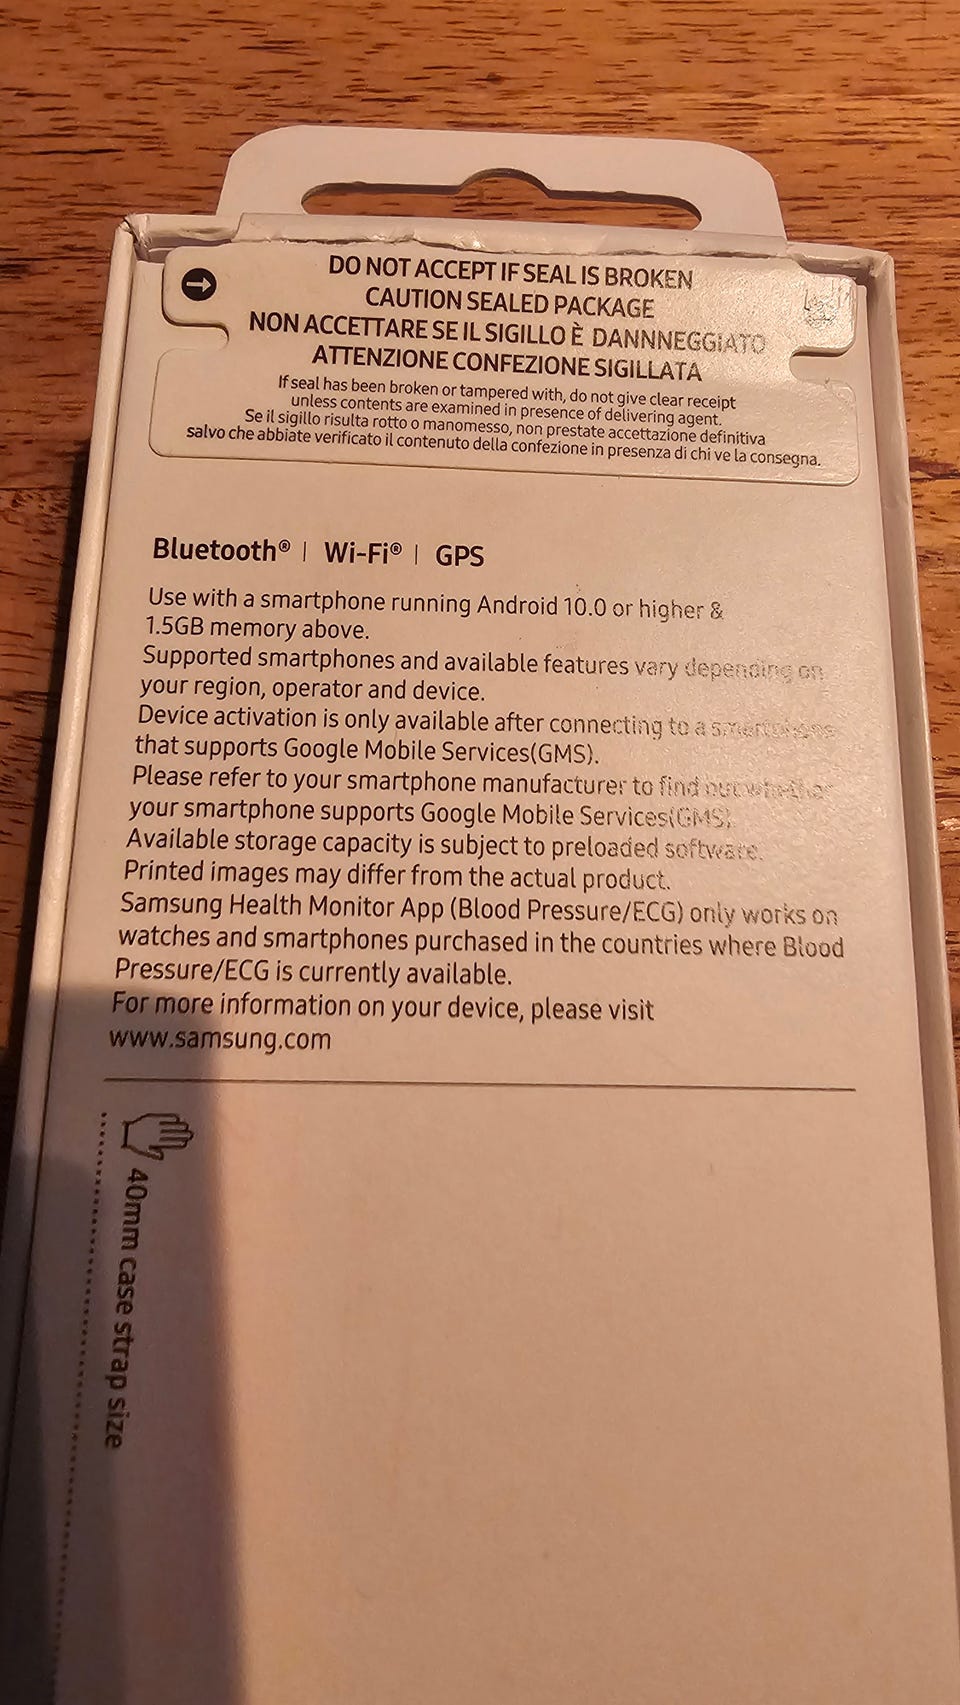 DO NOT ACCEPT IF SEAL IS BROKEN
CAUTION SEALED PACKAGE
NON ACCETTARE SE IL SIGILLO È DANNNEGGIATO
ATTENZIONE CONFEZIONE SIGILLATA
If seal has been broken or tampered with, do not give clear receipt
unless contents are examined in presence of delivering agent.
Se il sigillo risulta rotto o manomesso, non prestate accettazione definitiva
salvo che abbiate verificato il contenuto della confezione in presenza di chi ve la consegna.
Bluetooth® | Wi-Fi® | GPS
Use with a smartphone running Android 10.0 or higher &
1.5GB memory above.
Supported smartphones and available features vary depending on
your region, operator and device.
Device activation is only available after connecting to a smartphone
that supports Google Mobile Services(GMS).
Please refer to your smartphone manufacturer to find out whether
your smartphone supports Google Mobile Services(GMS).
Available storage capacity is subject to preloaded software.
Printed images may differ from the actual product.
Samsung Health Monitor App (Blood Pressure/ECG) only works on
watches and smartphones purchased in the countries where Blood
Pressure/ECG is currently available.
For more information on your device, please visit
www.samsung.com
40mm case strap size